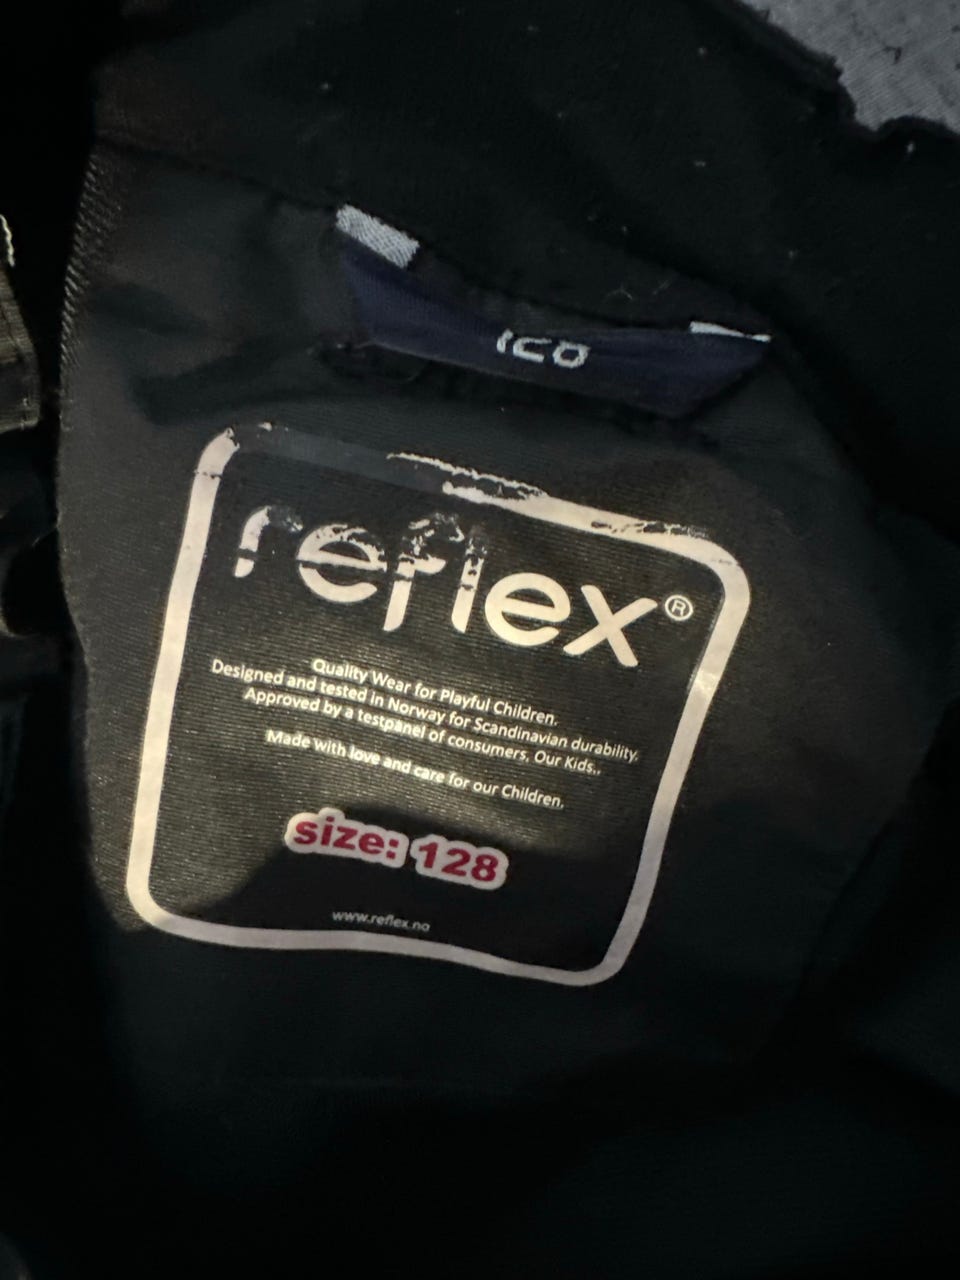 reflex®
Quality Wear for Playful Children.
Designed and tested in Norway for Scandinavian durability.
Approved by a testpanel of consumers, Our Kids..
Made with love and care for our Children.
size: 128
www.reflex.no